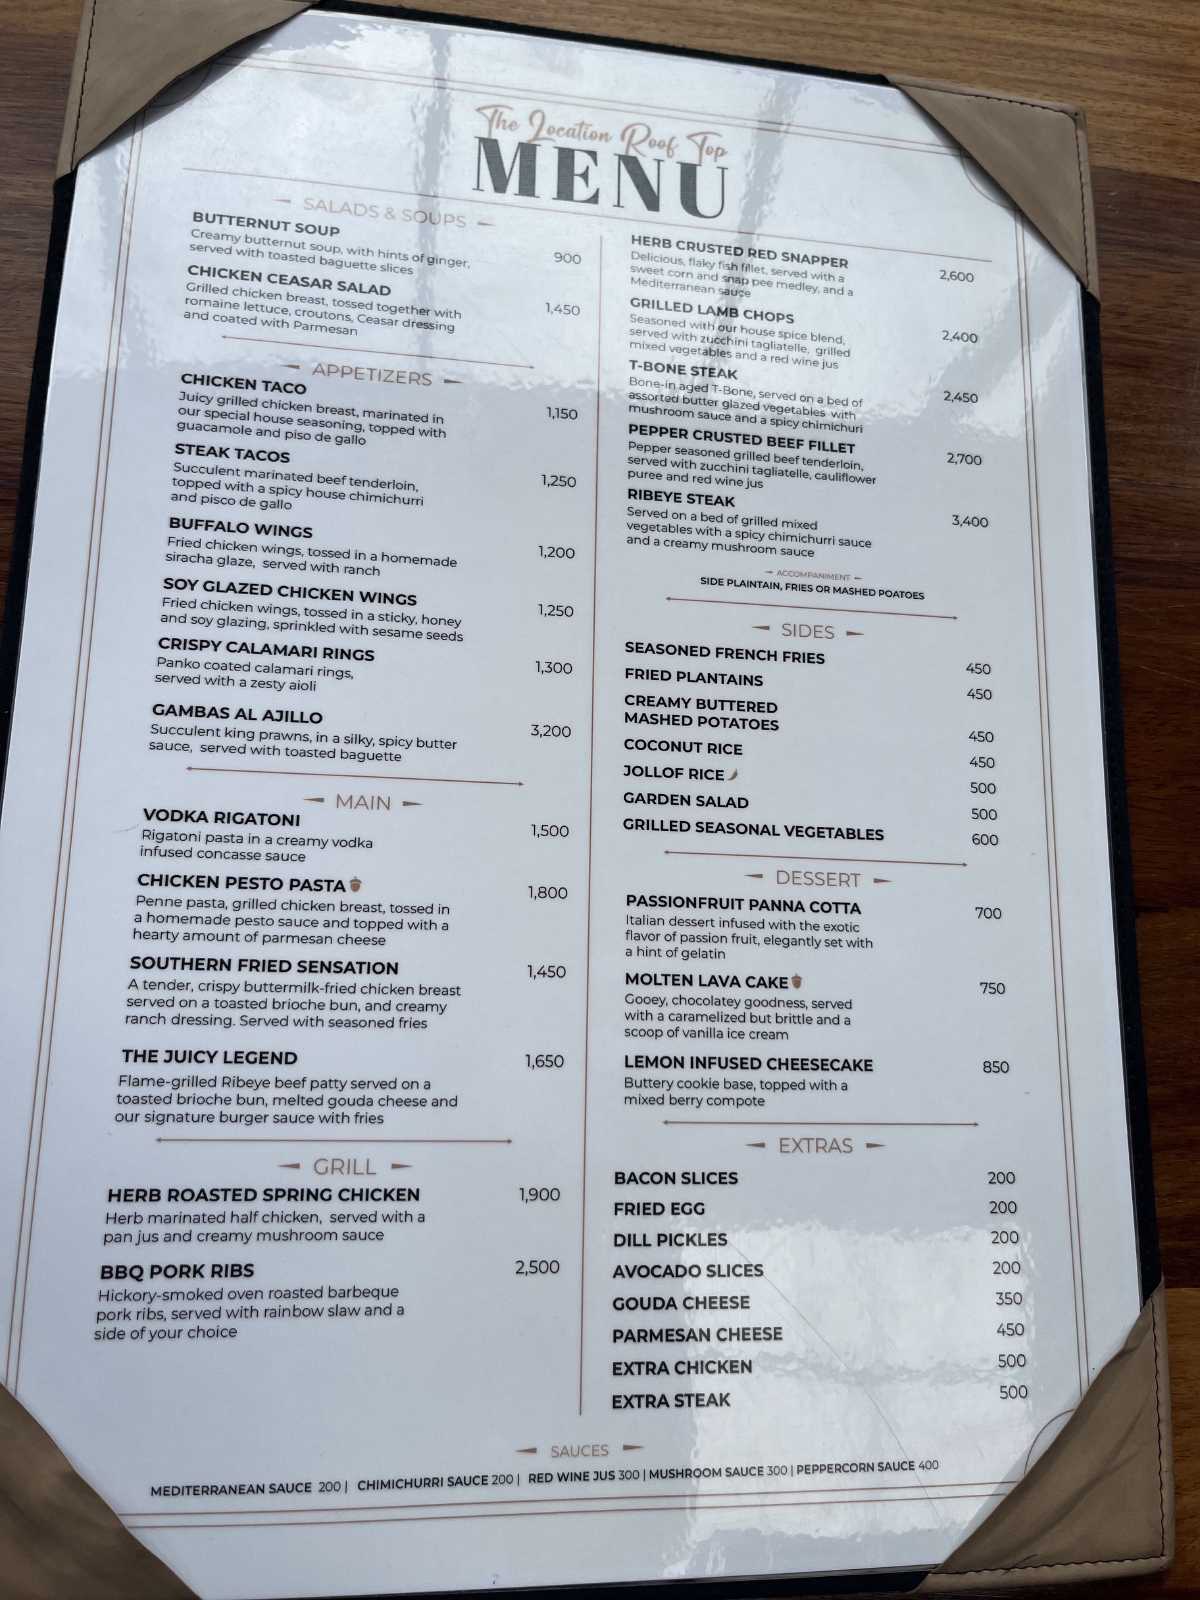 The Location Roof Top
MENU
SALADS & SOUPS
BUTTERNUT SOUP
Creamy butternut soup, with hints of ginger,
served with toasted baguette slices
900
CHICKEN CEASAR SALAD
Grilled chicken breast, tossed together with
romaine lettuce, croutons, Ceasar dressing
and coated with Parmesan
1,450
APPETIZERS
CHICKEN TACO
Juicy grilled chicken breast, marinated in
our special house seasoning, topped with
guacamole and piso de gallo
1,150
STEAK TACOS
Succulent marinated beef tenderloin,
topped with a spicy house chimichurri
and pisco de gallo
1,250
BUFFALO WINGS
Fried chicken wings, tossed in a homemade
siracha glaze, served with ranch
1,200
SOY GLAZED CHICKEN WINGS
Fried chicken wings, tossed in a sticky, honey
and soy glazing, sprinkled with sesame seeds
1,250
CRISPY CALAMARI RINGS
Panko coated calamari rings,
served with a zesty aioli
1,300
GAMBAS AL AJILLO
Succulent king prawns, in a silky, spicy butter
sauce, served with toasted baguette
3,200
MAIN
VODKA RIGATONI
Rigatoni pasta in a creamy vodka
infused concasse sauce
1,500
CHICKEN PESTO PASTA
Penne pasta, grilled chicken breast, tossed in
a homemade pesto sauce and topped with a
hearty amount of parmesan cheese
1,800
SOUTHERN FRIED SENSATION
A tender, crispy buttermilk-fried chicken breast
served on a toasted brioche bun, and creamy
ranch dressing. Served with seasoned fries
1,450
THE JUICY LEGEND
Flame-grilled Ribeye beef patty served on a
toasted brioche bun, melted gouda cheese and
our signature burger sauce with fries
1,650
GRILL
HERB ROASTED SPRING CHICKEN
Herb marinated half chicken, served with a
pan jus and creamy mushroom sauce
1,900
BBQ PORK RIBS
Hickory-smoked oven roasted barbeque
pork ribs, served with rainbow slaw and a
side of your choice
2,500
HERB CRUSTED RED SNAPPER
Delicious, flaky fish fillet, served with a
sweet corn and snap pee medley, and a
Mediterranean sauce
2,600
GRILLED LAMB CHOPS
Seasoned with our house spice blend,
served with zucchini tagliatelle, grilled
mixed vegetables and a red wine jus
2,400
T-BONE STEAK
Bone-in aged T-Bone, served on a bed of
assorted butter glazed vegetables with
mushroom sauce and a spicy chimichuri
2,450
PEPPER CRUSTED BEEF FILLET
Pepper seasoned grilled beef tenderloin,
served with zucchini tagliatelle, cauliflower
puree and red wine jus
2,700
RIBEYE STEAK
Served on a bed of grilled mixed
vegetables with a spicy chimichurri sauce
and a creamy mushroom sauce
3,400
ACCOMPANIMENT
SIDE PLAINTAIN, FRIES OR MASHED POATOES
SIDES
SEASONED FRENCH FRIES 450
FRIED PLANTAINS 450
CREAMY BUTTERED
MASHED POTATOES 450
COCONUT RICE 450
JOLLOF RICE 500
GARDEN SALAD 500
GRILLED SEASONAL VEGETABLES 600
DESSERT
PASSIONFRUIT PANNA COTTA
Italian dessert infused with the exotic
flavor of passion fruit, elegantly set with
a hint of gelatin
700
MOLTEN LAVA CAKE
Gooey, chocolatey goodness, served
with a caramelized but brittle and a
scoop of vanilla ice cream
750
LEMON INFUSED CHEESECAKE
Buttery cookie base, topped with a
mixed berry compote
850
EXTRAS
BACON SLICES 200
FRIED EGG 200
DILL PICKLES 200
AVOCADO SLICES 200
GOUDA CHEESE 350
PARMESAN CHEESE 450
EXTRA CHICKEN 500
EXTRA STEAK 500
SAUCES
MEDITERRANEAN SAUCE 200 | CHIMICHURRI SAUCE 200 | RED WINE JUS 300 | MUSHROOM SAUCE 300 | PEPPERCORN SAUCE 400